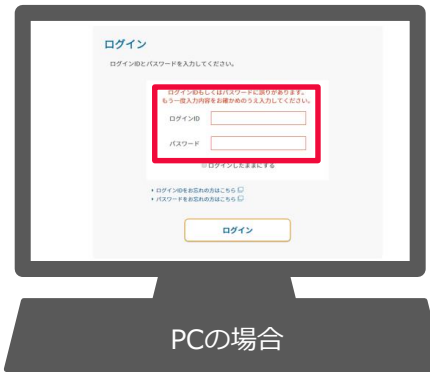 ログイン
ログインIDとパスワードを入力してください。
ログインIDもしくはパスワードに誤りがあります。
もう一度入力内容をお確かめのうえ入力してください。
ログインID
パスワード
ログインしたままにする
ログインIDをお忘れの方はこちら
パスワードをお忘れの方はこちら
ログイン
PCの場合